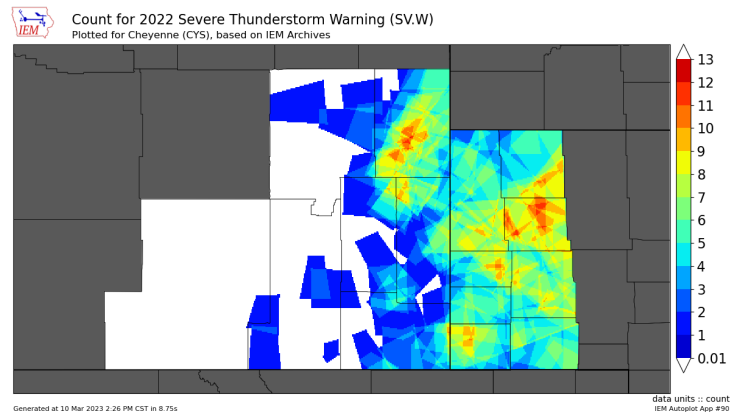 IEM
Count for 2022 Severe Thunderstorm Warning (SV.W)
Plotted for Cheyenne (CYS), based on IEM Archives
13
12
11
10
9
8
7
6
5
4
3
2
1
0.01
data units :: count
Generated at 10 Mar 2023 2:26 PM CST in 8.75s
IEM Autoplot App #90